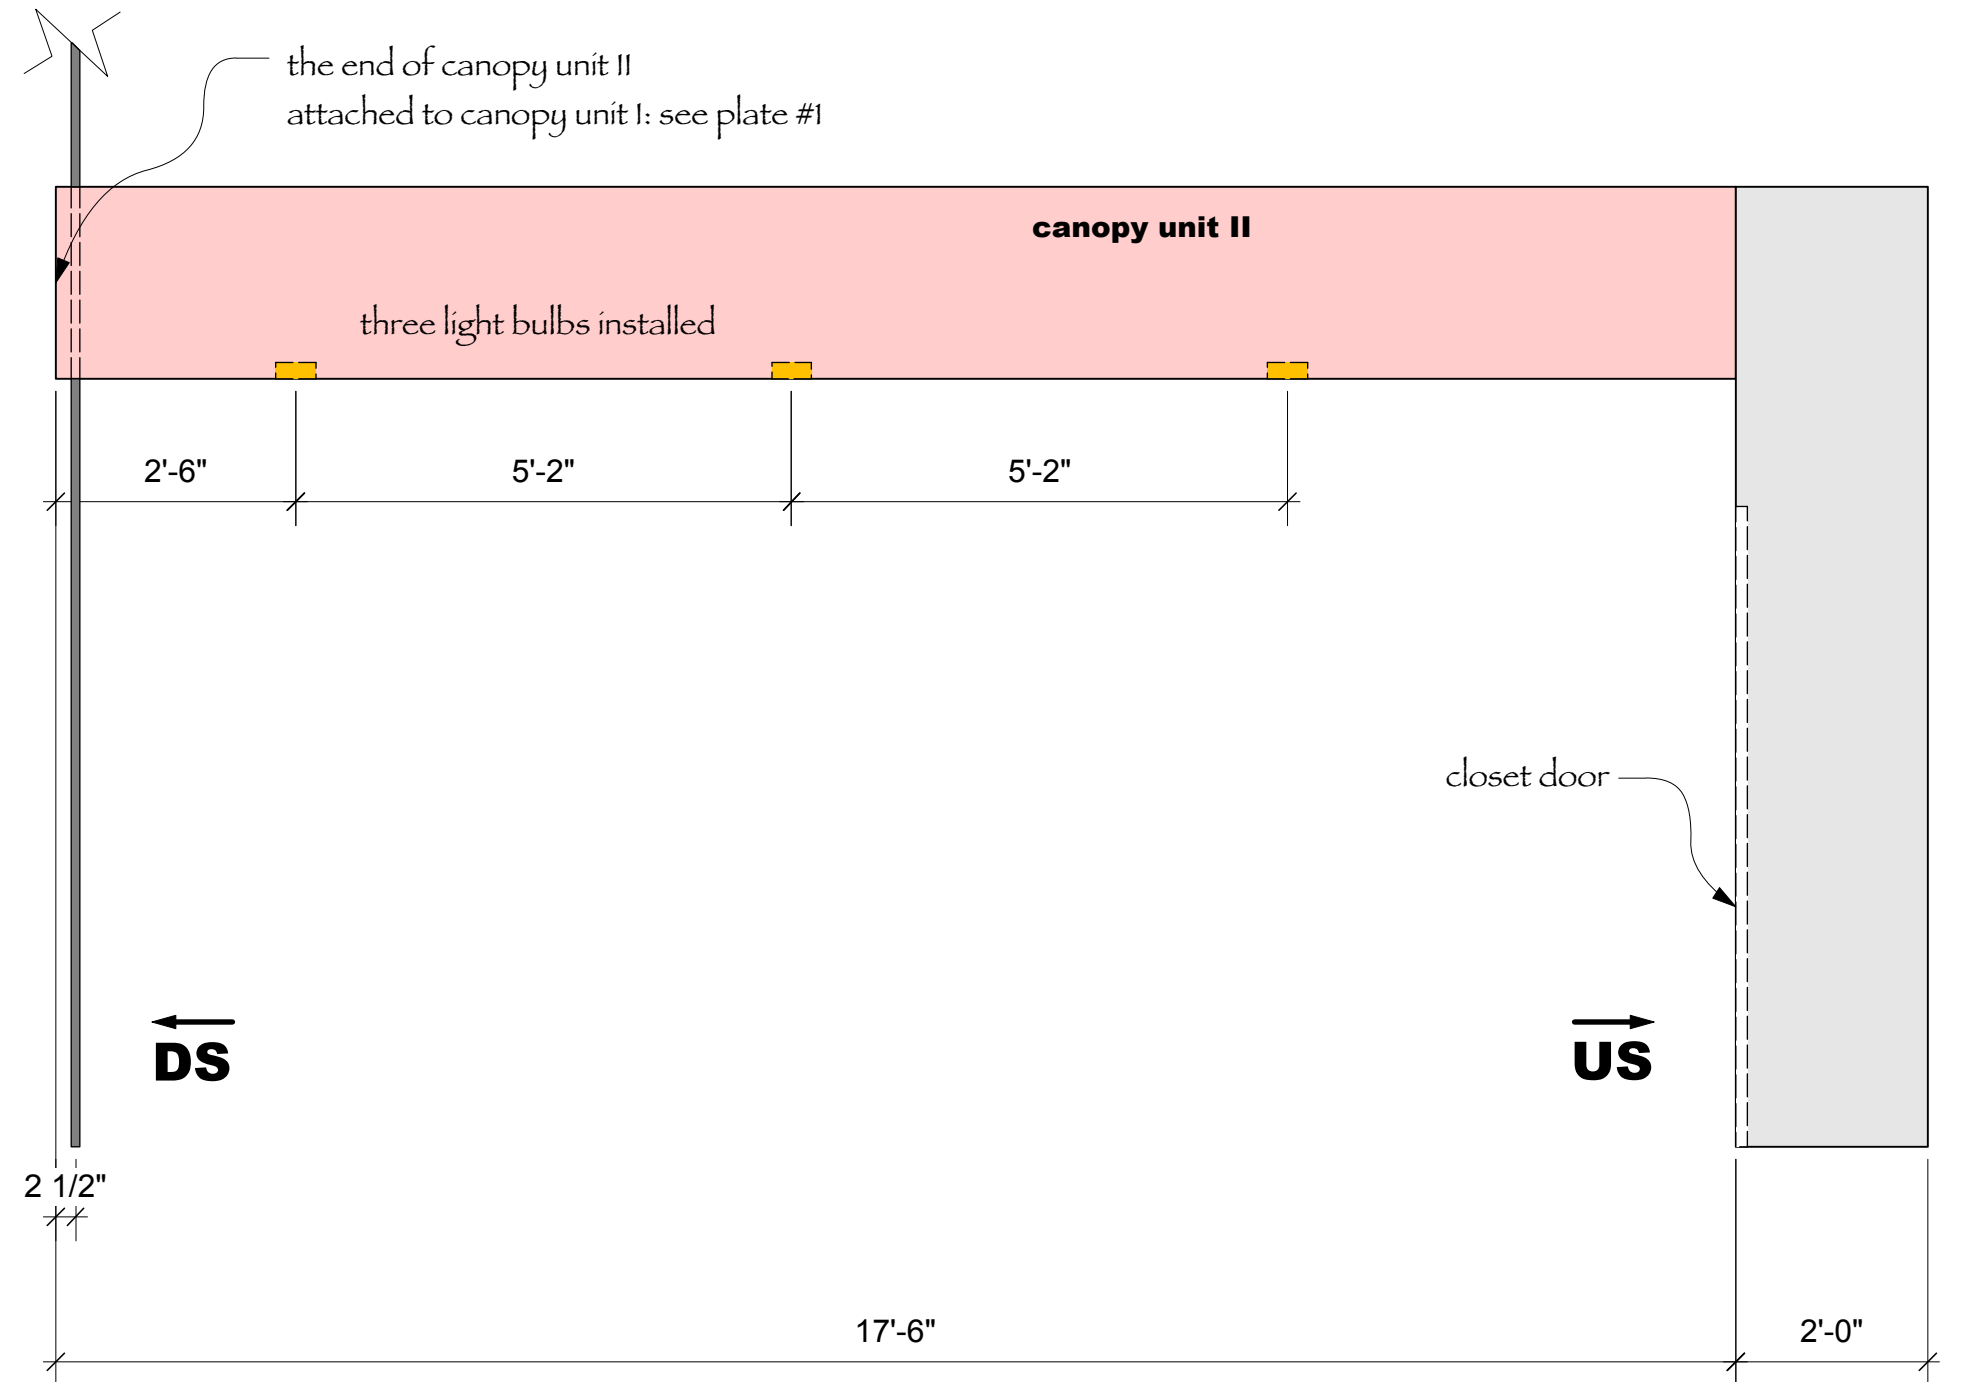 the end of canopy unit II
attached to canopy unit I: see plate #1
canopy unit II
three light bulbs installed
2'-6"
5'-2"
5'-2"
closet door
DS
US
2 1/2"
17'-6"
2'-0"